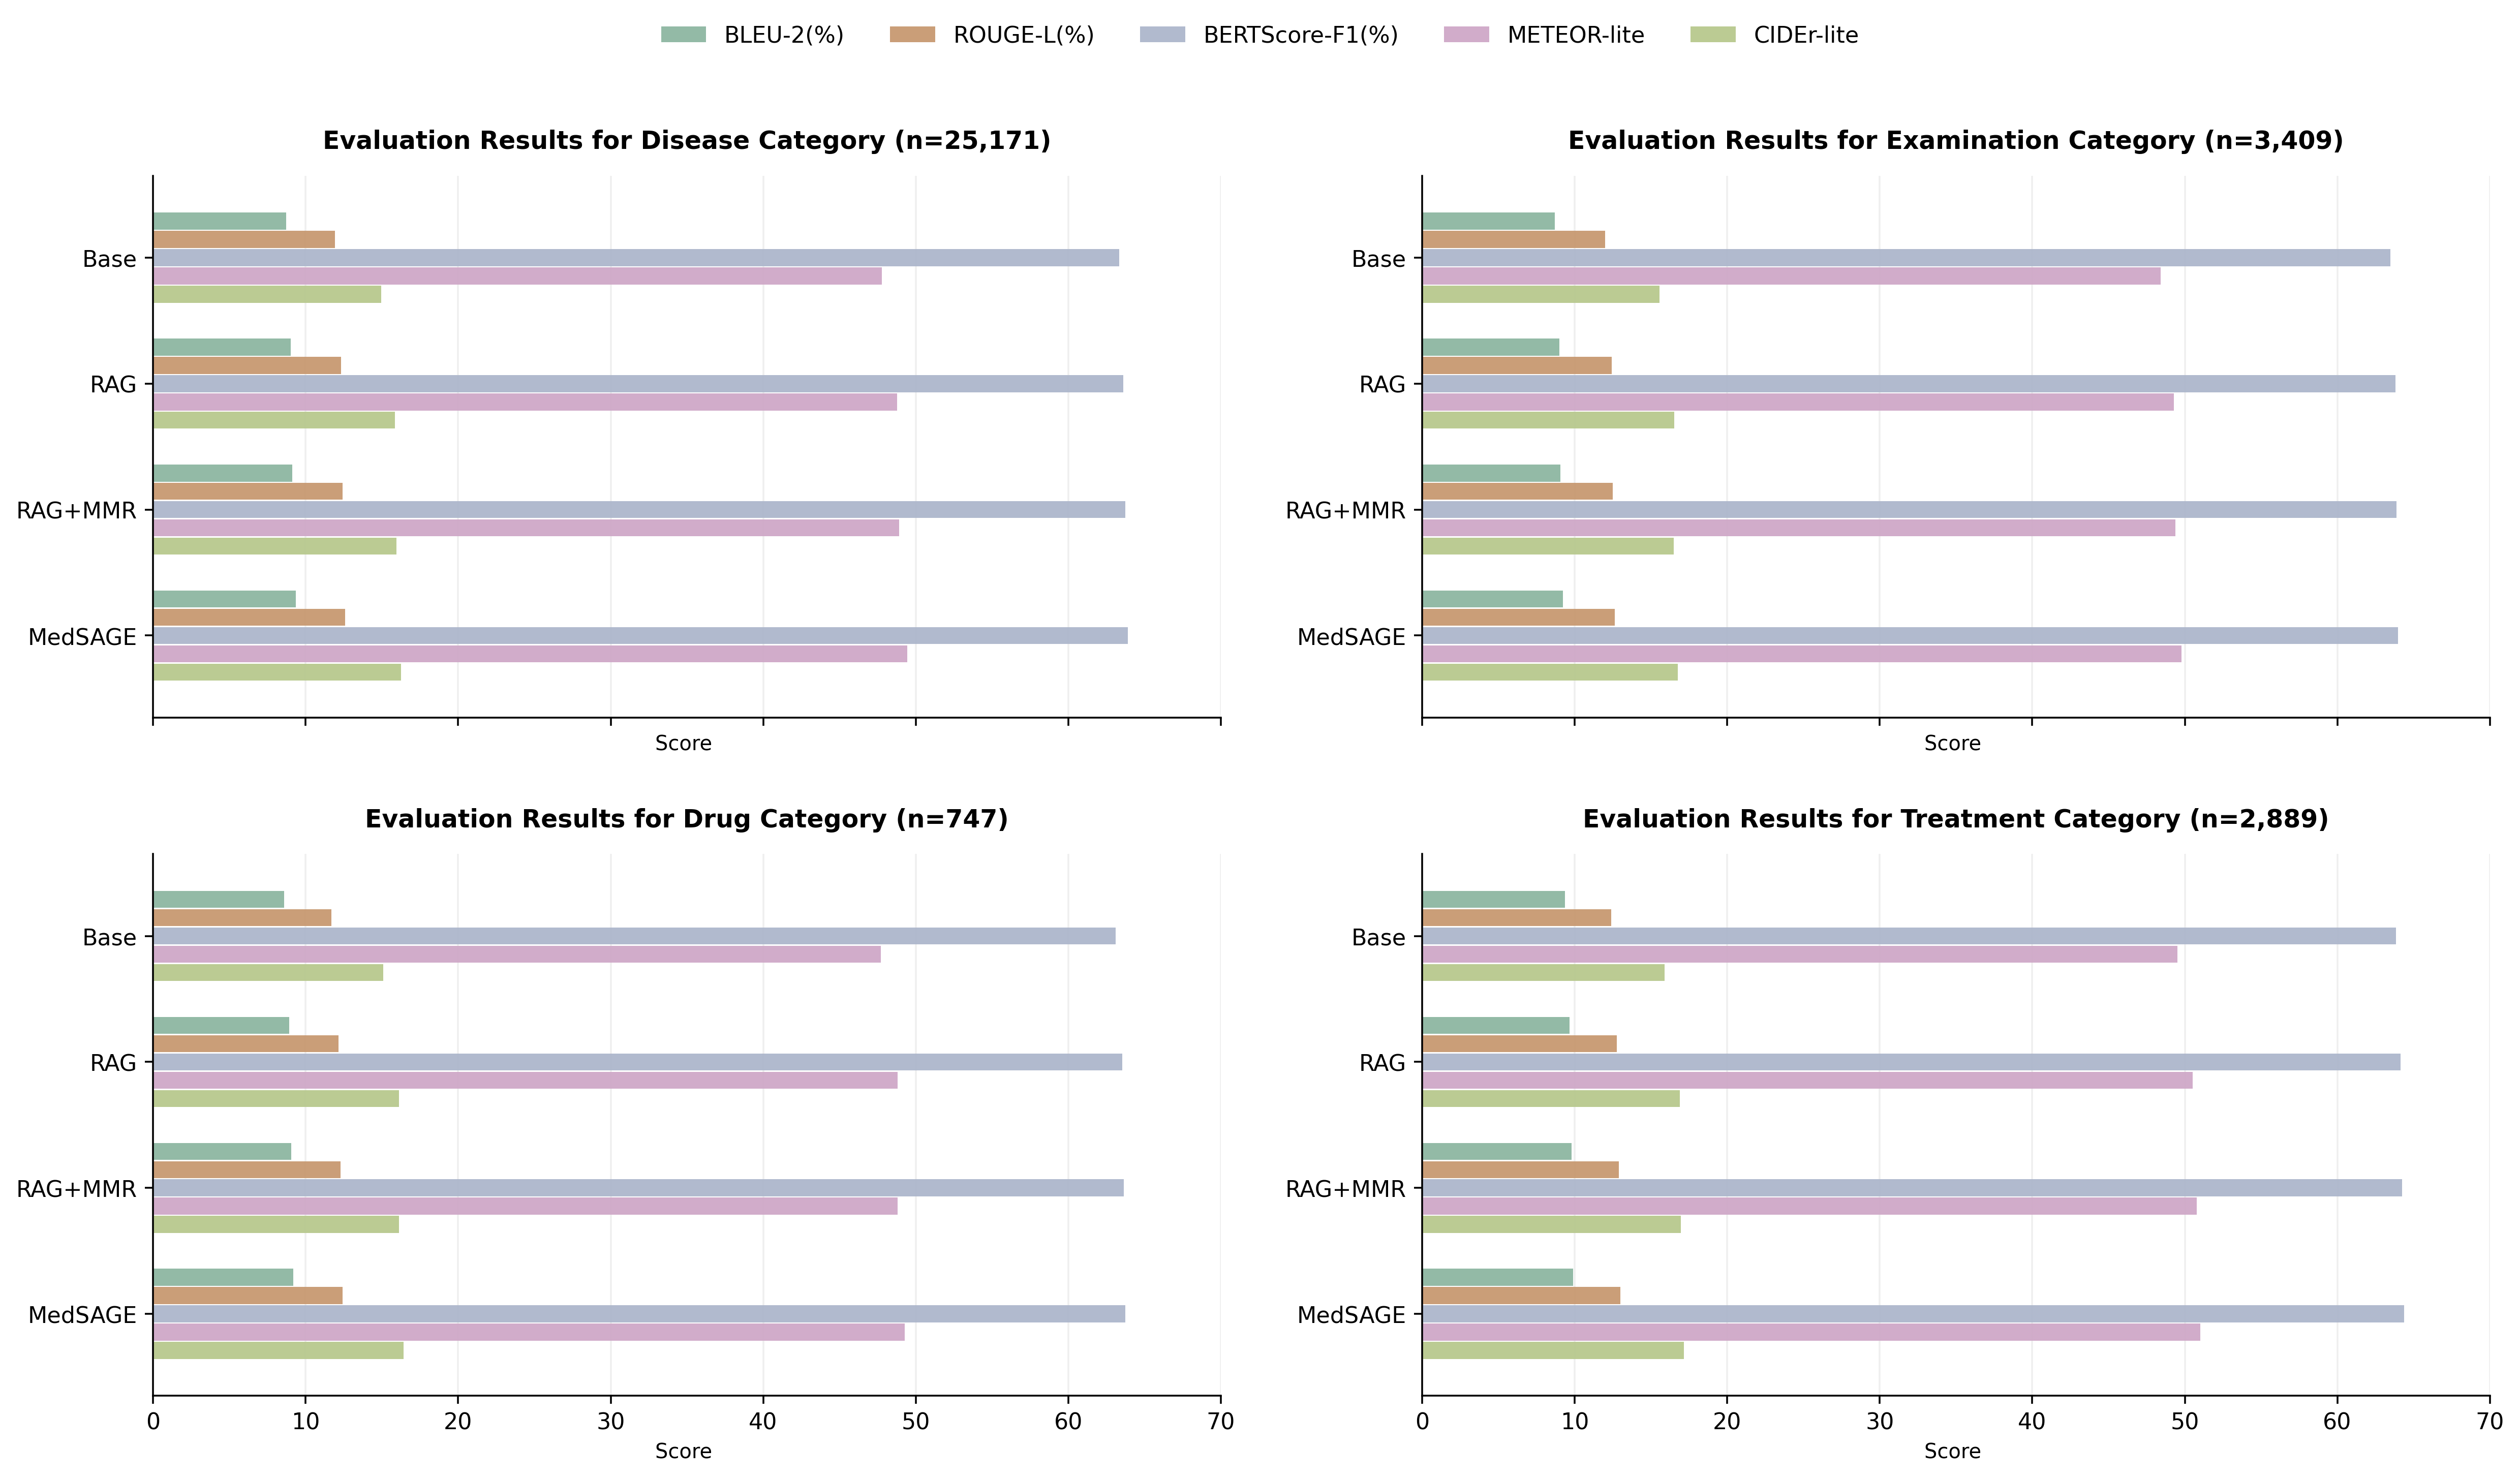 BLEU-2(%) ROUGE-L(%) BERTScore-F1(%) METEOR-lite CIDEr-lite
Evaluation Results for Disease Category (n=25,171)
Base
RAG
RAG+MMR
MedSAGE
Score
Evaluation Results for Examination Category (n=3,409)
Base
RAG
RAG+MMR
MedSAGE
Score
Evaluation Results for Drug Category (n=747)
Base
RAG
RAG+MMR
MedSAGE
0 10 20 30 40 50 60 70
Score
Evaluation Results for Treatment Category (n=2,889)
Base
RAG
RAG+MMR
MedSAGE
0 10 20 30 40 50 60 70
Score